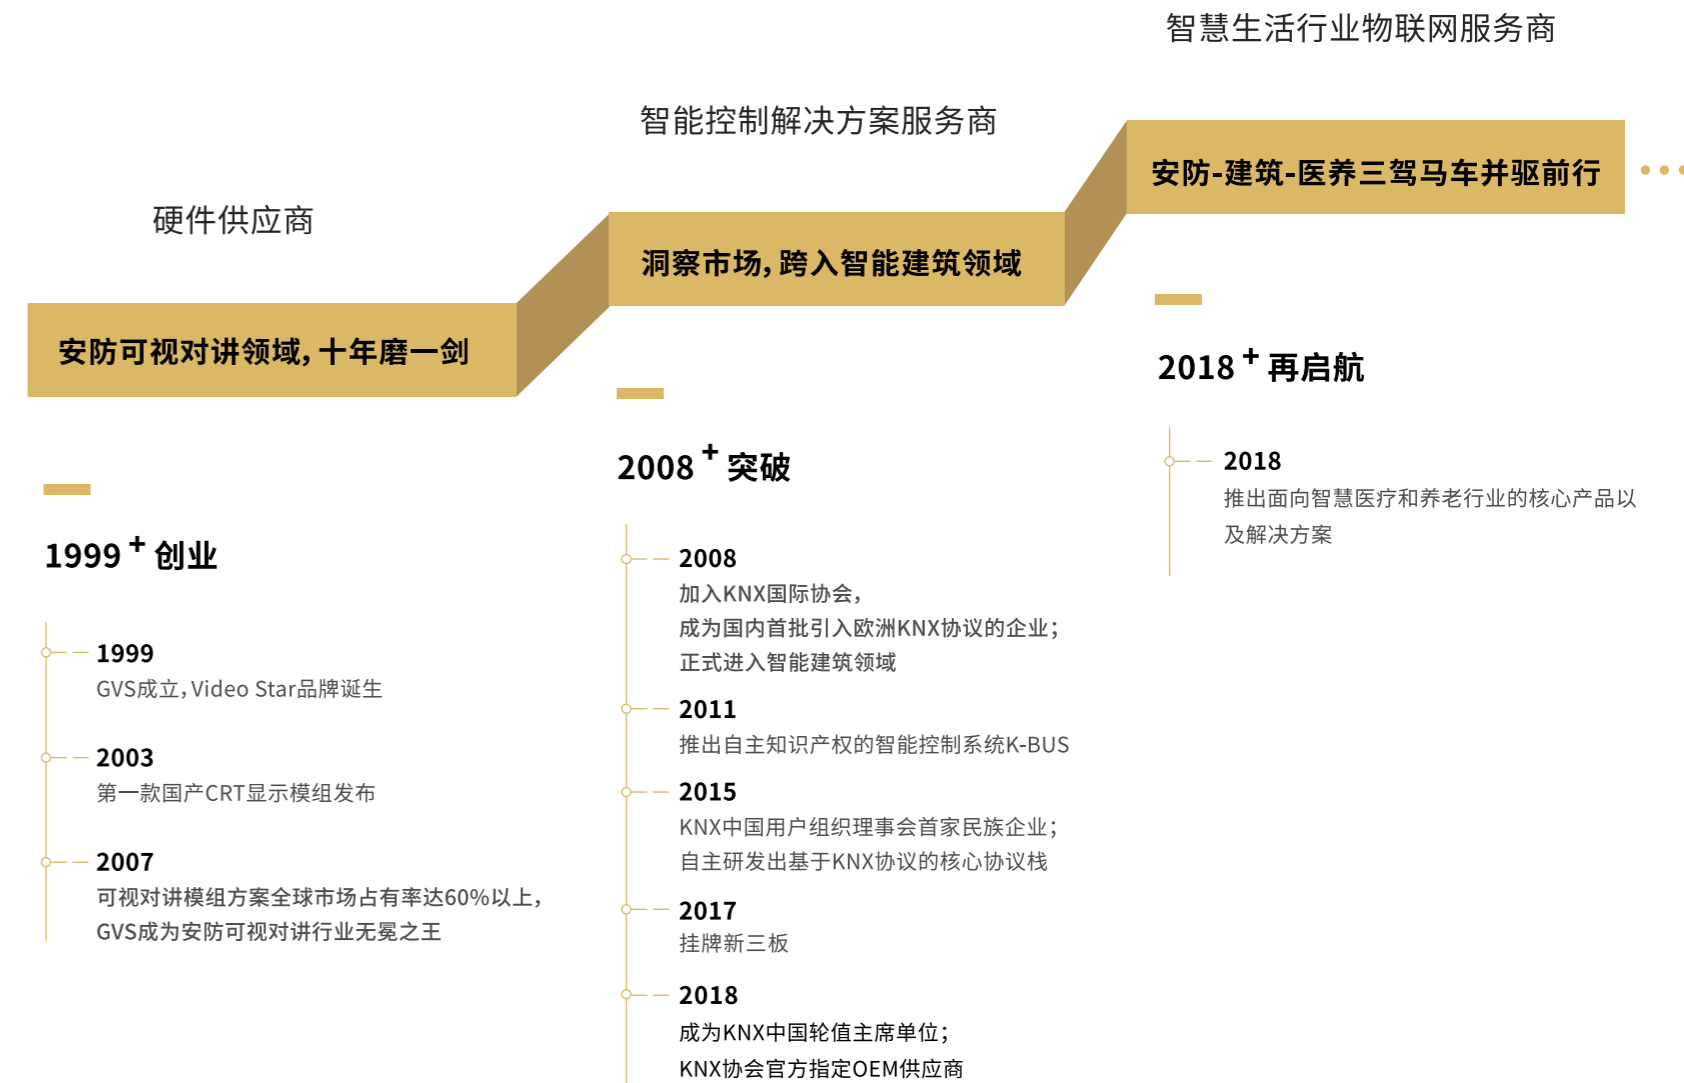 硬件供应商
安防可视对讲领域，十年磨一剑
1999+ 创业
1999
GVS成立，Video Star品牌诞生
2003
第一款国产CRT显示模组发布
2007
可视对讲模组方案全球市场占有率达60%以上，
GVS成为安防可视对讲行业无冕之王
智能控制解决方案服务商
洞察市场，跨入智能建筑领域
2008+ 突破
2008
加入KNX国际协会，
成为国内首批引入欧洲KNX协议的企业；
正式进入智能建筑领域
2011
推出自主知识产权的智能控制系统K-BUS
2015
KNX中国用户组织理事会首家民族企业；
自主研发出基于KNX协议的核心协议栈
2017
挂牌新三板
2018
成为KNX中国轮值主席单位；
KNX协会官方指定OEM供应商
智慧生活行业物联网服务商
安防-建筑-医养三驾马车并驱前行
2018+ 再启航
2018
推出面向智慧医疗和养老行业的核心产品以
及解决方案